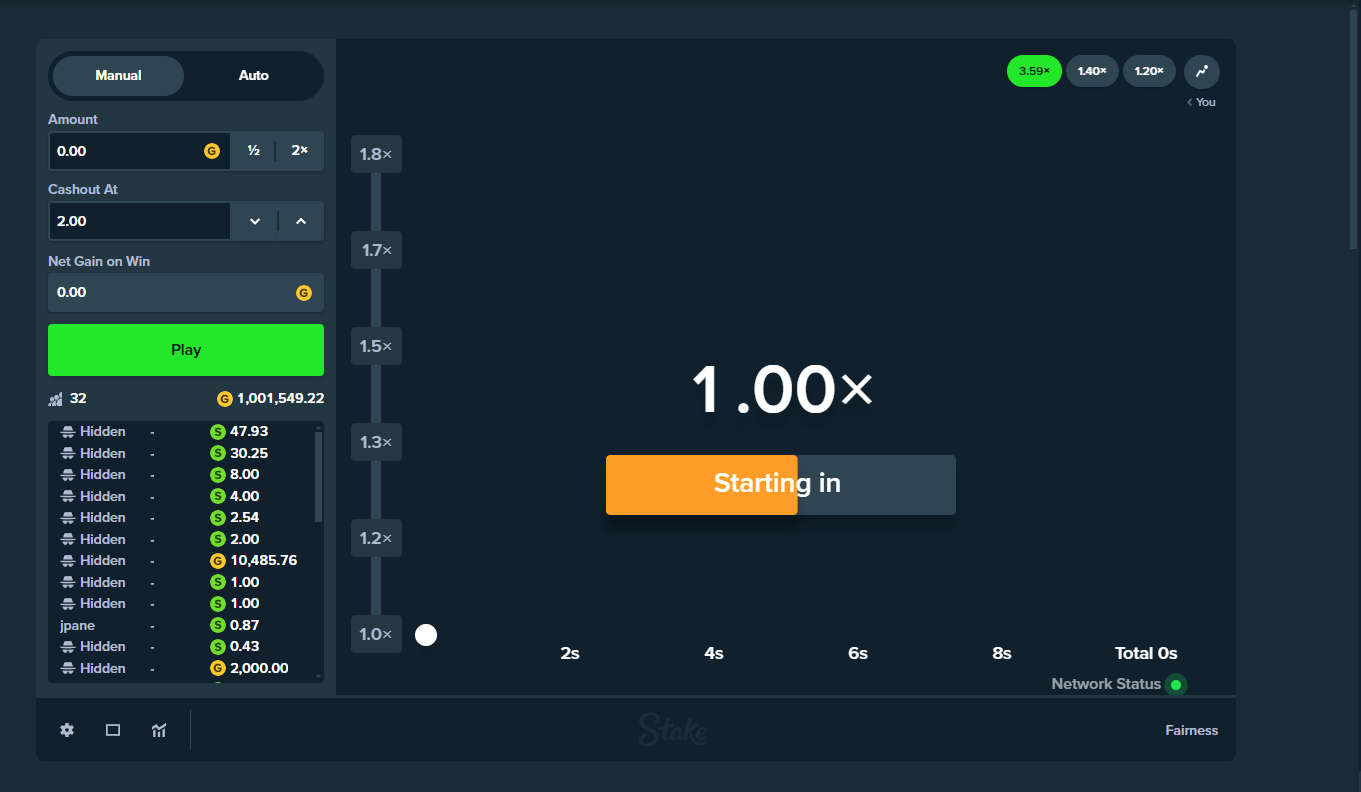 Manual Auto
Amount
0.00 G ½ 2×
Cashout At
2.00
Net Gain on Win
0.00 G
Play
32 G 1,001,549.22
Hidden - S 47.93
Hidden - S 30.25
Hidden - S 8.00
Hidden - S 4.00
Hidden - S 2.54
Hidden - S 2.00
Hidden - G 10,485.76
Hidden - S 1.00
Hidden - S 1.00
jpane - S 0.87
Hidden - S 0.43
Hidden - G 2,000.00
3.59× 1.40× 1.20×
< You
1.8×
1.7×
1.5×
1.3×
1.2×
1.0×
1.00×
Starting in
2s 4s 6s 8s Total 0s
Network Status
Stake
Fairness